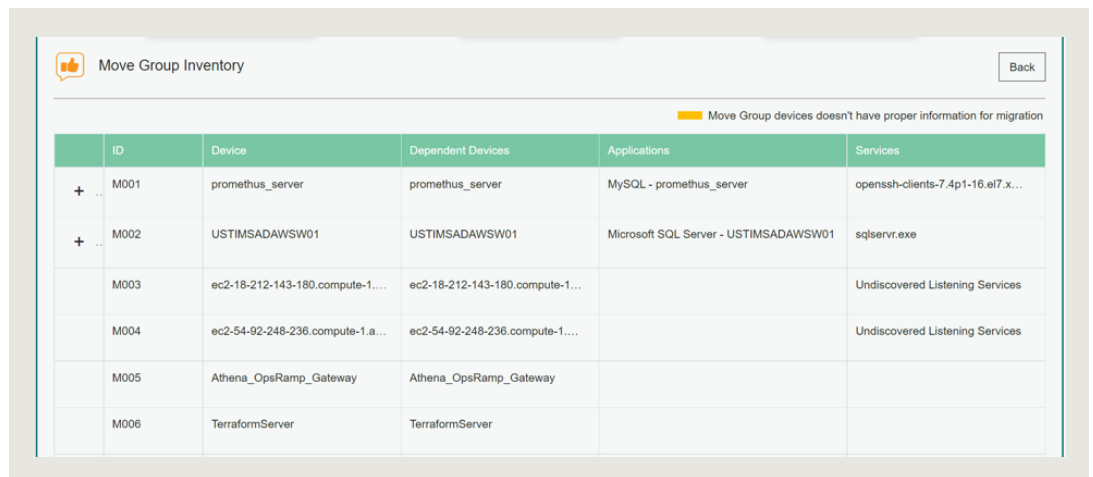 Move Group Inventory
Back
Move Group devices doesn't have proper information for migration
ID Device Dependent Devices Applications Services
+ .. M001 promethus_server promethus_server MySQL - promethus_server openssh-clients-7.4p1-16.el7.x...
+ .. M002 USTIMSADAWSW01 USTIMSADAWSW01 Microsoft SQL Server - USTIMSADAWSW01 sqlservr.exe
M003 ec2-18-212-143-180.compute-1.... ec2-18-212-143-180.compute-1... Undiscovered Listening Services
M004 ec2-54-92-248-236.compute-1.a... ec2-54-92-248-236.compute-1.... Undiscovered Listening Services
M005 Athena_OpsRamp_Gateway Athena_OpsRamp_Gateway
M006 TerraformServer TerraformServer